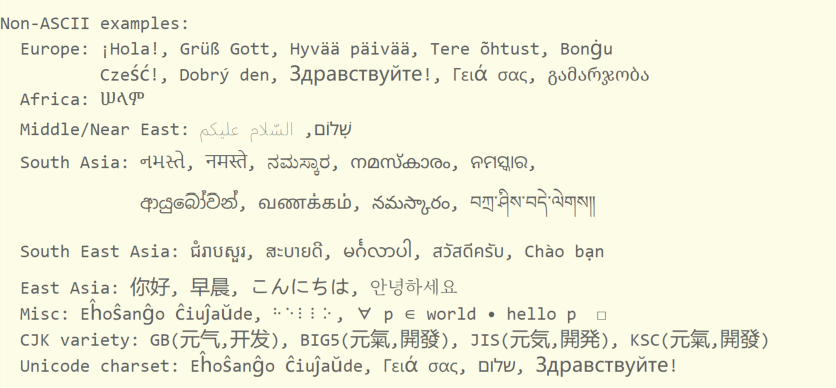 Non-ASCII examples:
Europe: ¡Hola!, Grüß Gott, Hyvää päivää, Tere õhtust, Bonġu
Cześć!, Dobrý den, Здравствуйте!, Γειά σας, გამარჯობა
Africa: ሠላም
Middle/Near East: שָׁלוֹם, السّلام عليكم
South Asia: નમસ્તે, नमस्ते, ನಮಸ್ಕಾರ, നമസ്കാരം, ନମସ୍କାର,
ආයුබෝවන්, வணக்கம், నమస్కారం, བཀྲ་ཤིས་བདེ་ལེགས༎
South East Asia: ជំរាបសួរ, ສະບາຍດີ, မင်္ဂလာပါ, สวัสดีครับ, Chào bạn
East Asia: 你好, 早晨, こんにちは, 안녕하세요
Misc: Eĥoŝanĝo ĉiuĵaŭde, ⠓⠑⠇⠇⠕, ∀ p ∈ world • hello p □
CJK variety: GB(元气,开发), BIG5(元氣,開發), JIS(元気,開発), KSC(元氣,開發)
Unicode charset: Eĥoŝanĝo ĉiuĵaŭde, Γειά σας, שלום, Здравствуйте!